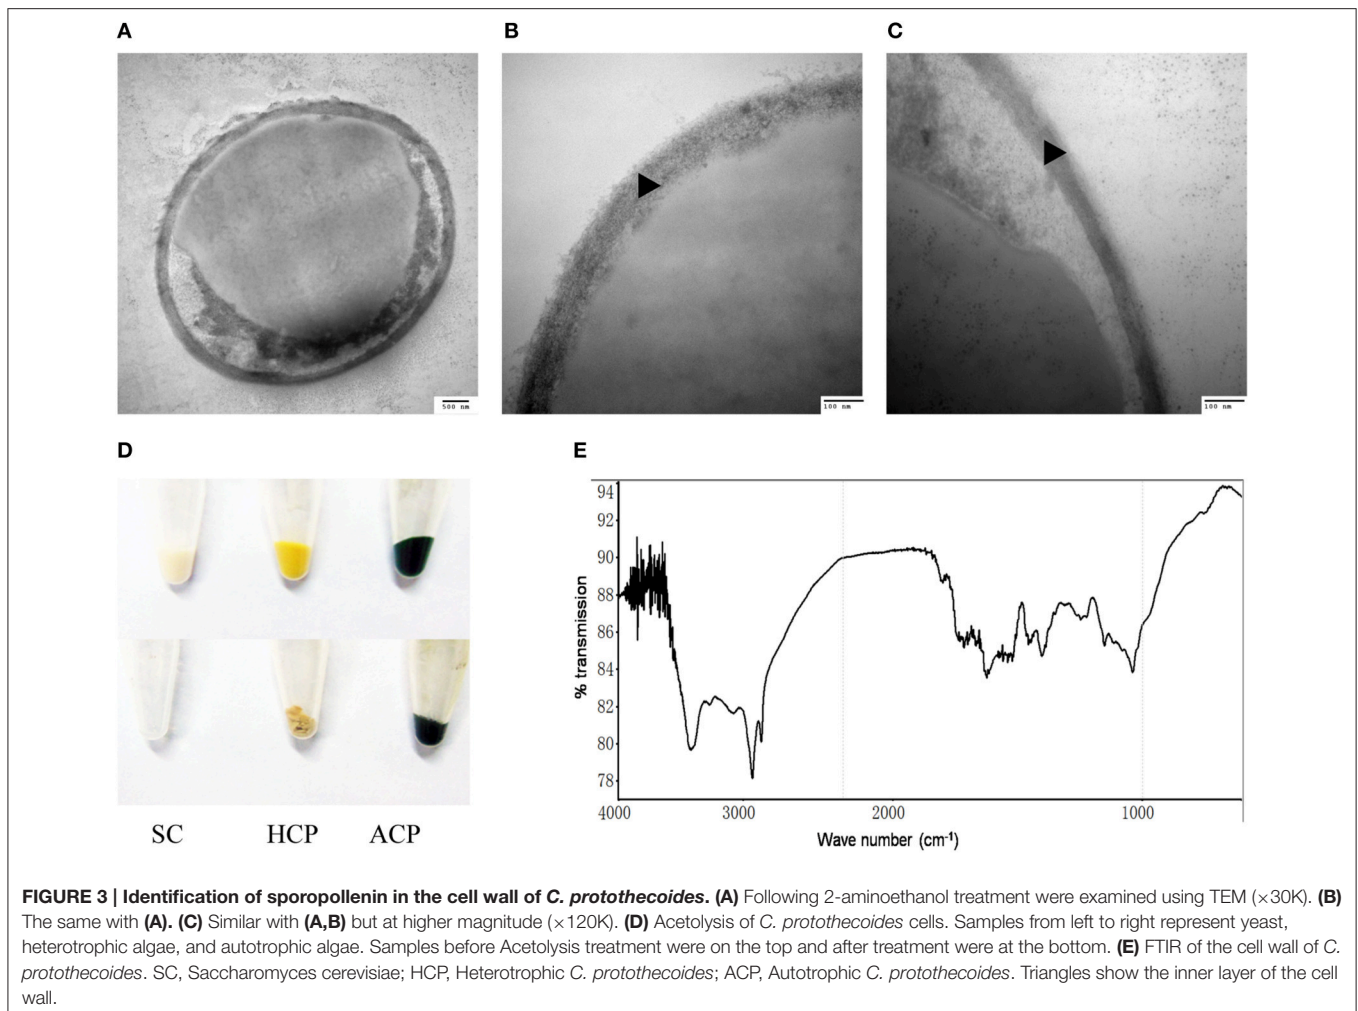 A
B
C
500 nm
100 nm
100 nm
D
E
SC
HCP
ACP
94
92
90
88
86
84
82
80
78
% transmission
4000
3000
2000
1000
Wave number (cm-1)
FIGURE 3 | Identification of sporopollenin in the cell wall of C. protothecoides. (A) Following 2-aminoethanol treatment were examined using TEM (×30K). (B)
The same with (A). (C) Similar with (A,B) but at higher magnitude (×120K). (D) Acetolysis of C. protothecoides cells. Samples from left to right represent yeast,
heterotrophic algae, and autotrophic algae. Samples before Acetolysis treatment were on the top and after treatment were at the bottom. (E) FTIR of the cell wall of C.
protothecoides. SC, Saccharomyces cerevisiae; HCP, Heterotrophic C. protothecoides; ACP, Autotrophic C. protothecoides. Triangles show the inner layer of the cell
wall.